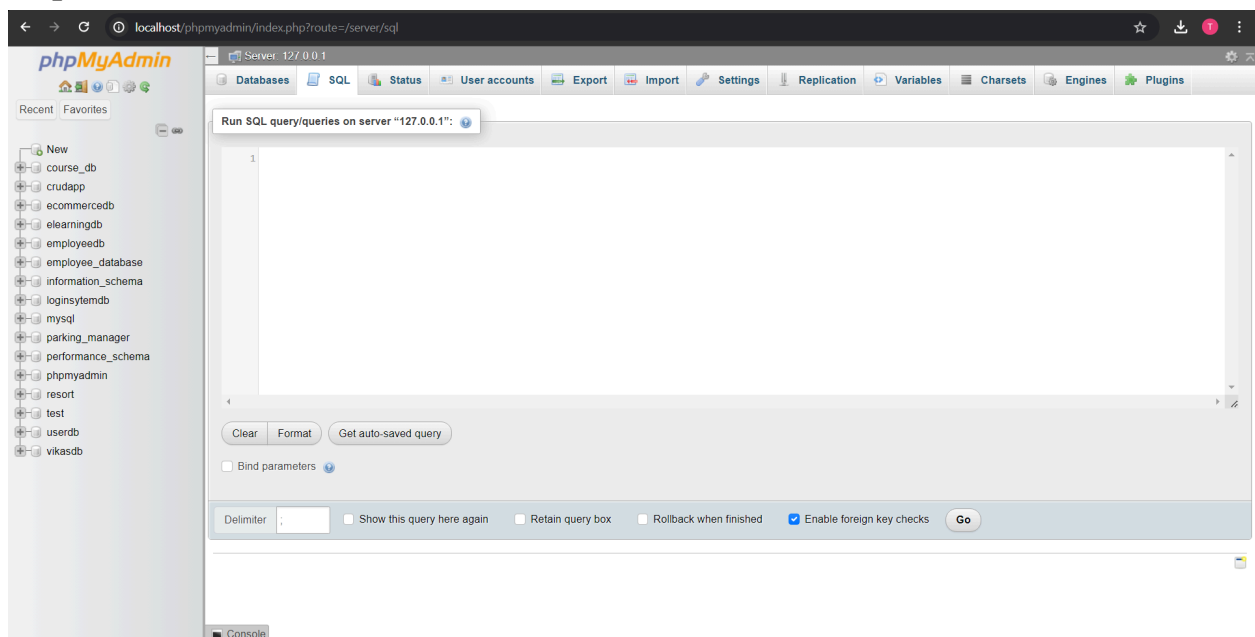 localhost/phpmyadmin/index.php?route=/server/sql
T
phpMyAdmin
Recent Favorites
New
course_db
crudapp
ecommercedb
elearningdb
employeedb
employee_database
information_schema
loginsytemdb
mysql
parking_manager
performance_schema
phpmyadmin
resort
test
userdb
vikasdb
Server: 127.0.0.1
Databases SQL Status User accounts Export Import Settings Replication Variables Charsets Engines Plugins
Run SQL query/queries on server “127.0.0.1”:
1
Clear Format Get auto-saved query
Bind parameters
Delimiter ; Show this query here again Retain query box Rollback when finished Enable foreign key checks Go
Console